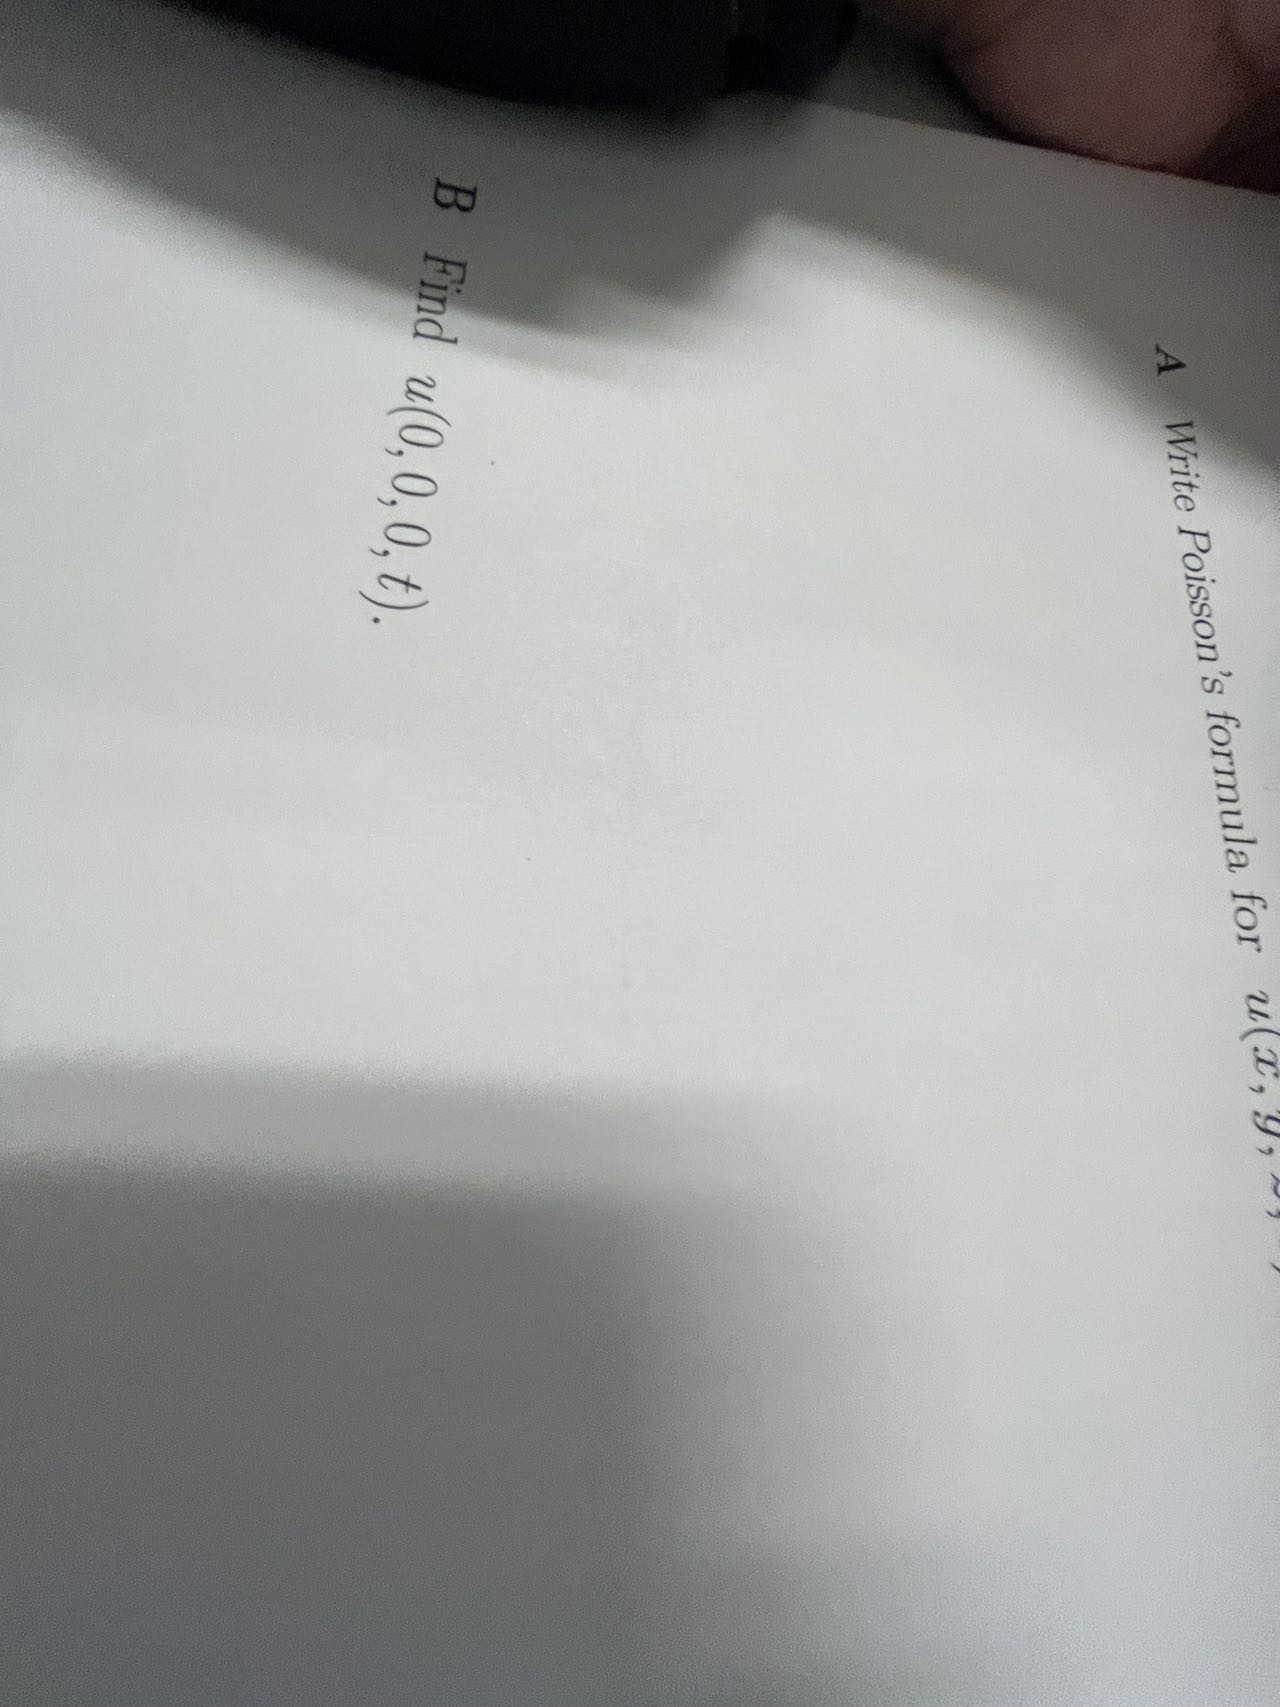 A Write Poisson's formula for u(x, y, z,
B Find u(0, 0, 0, t).